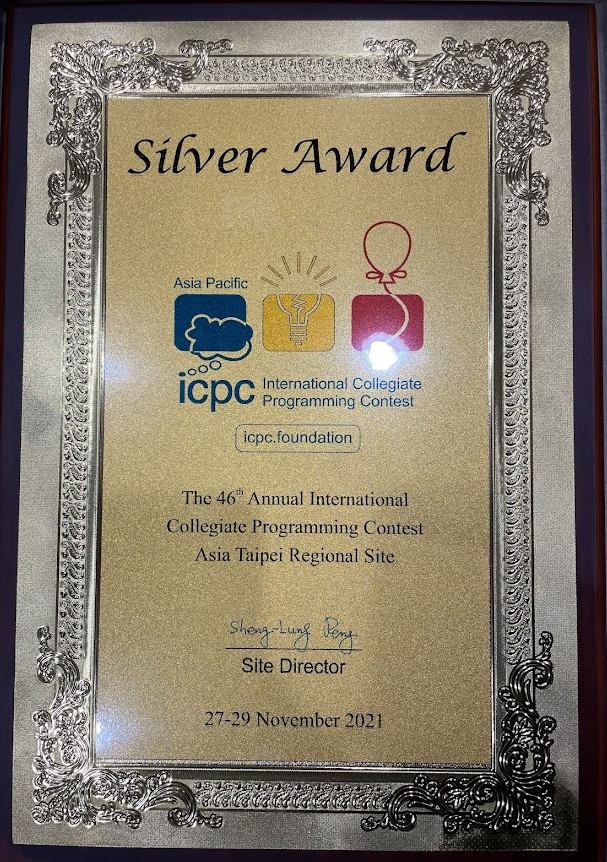 Silver Award
Asia Pacific
icpc International Collegiate
Programming Contest
icpc.foundation
The 46th Annual International
Collegiate Programming Contest
Asia Taipei Regional Site
Sheng-Lung Peng
Site Director
27-29 November 2021